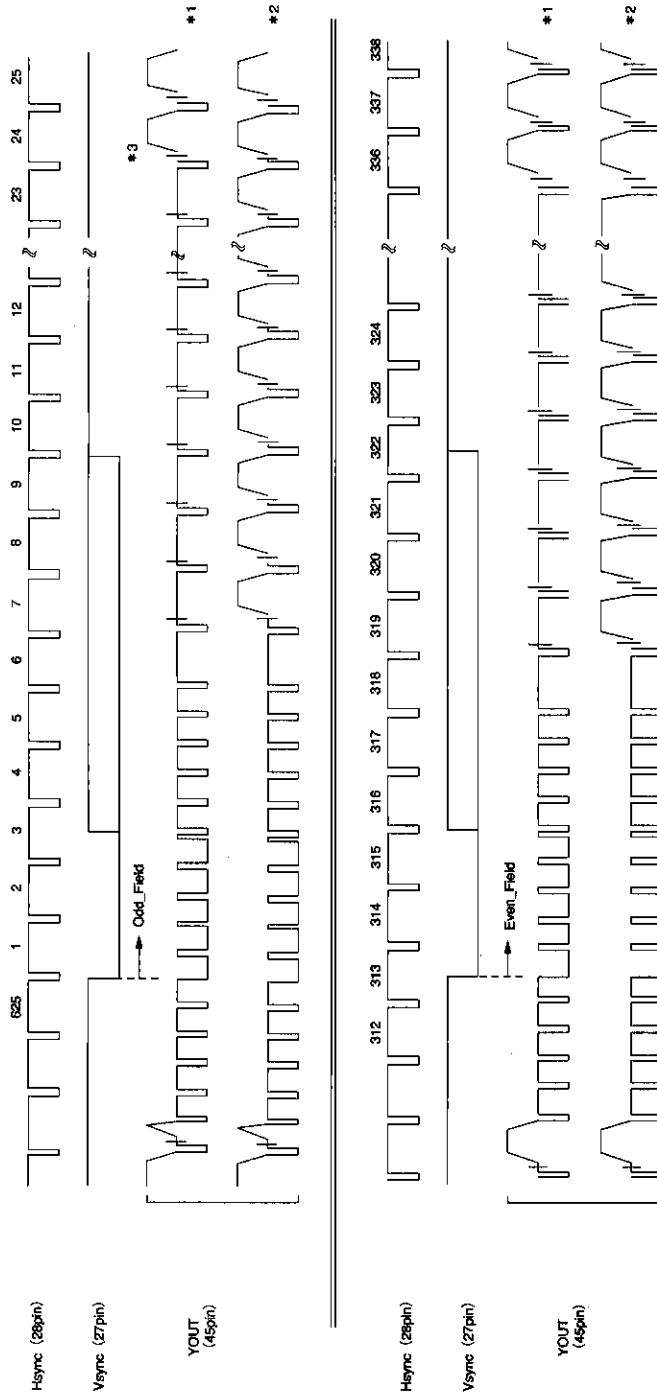 Hsync (28pin)
625 1 2 3 4 5 6 7 8 9 10 11 12 23 24 25
Vsync (27pin)
Odd_Field
*3
YOUT
(45pin)
*1
*2
Hsync (28pin)
312 313 314 315 316 317 318 319 320 321 322 323 324 336 337 338
Vsync (27pin)
Even_Field
YOUT
(45pin)
*1
*2